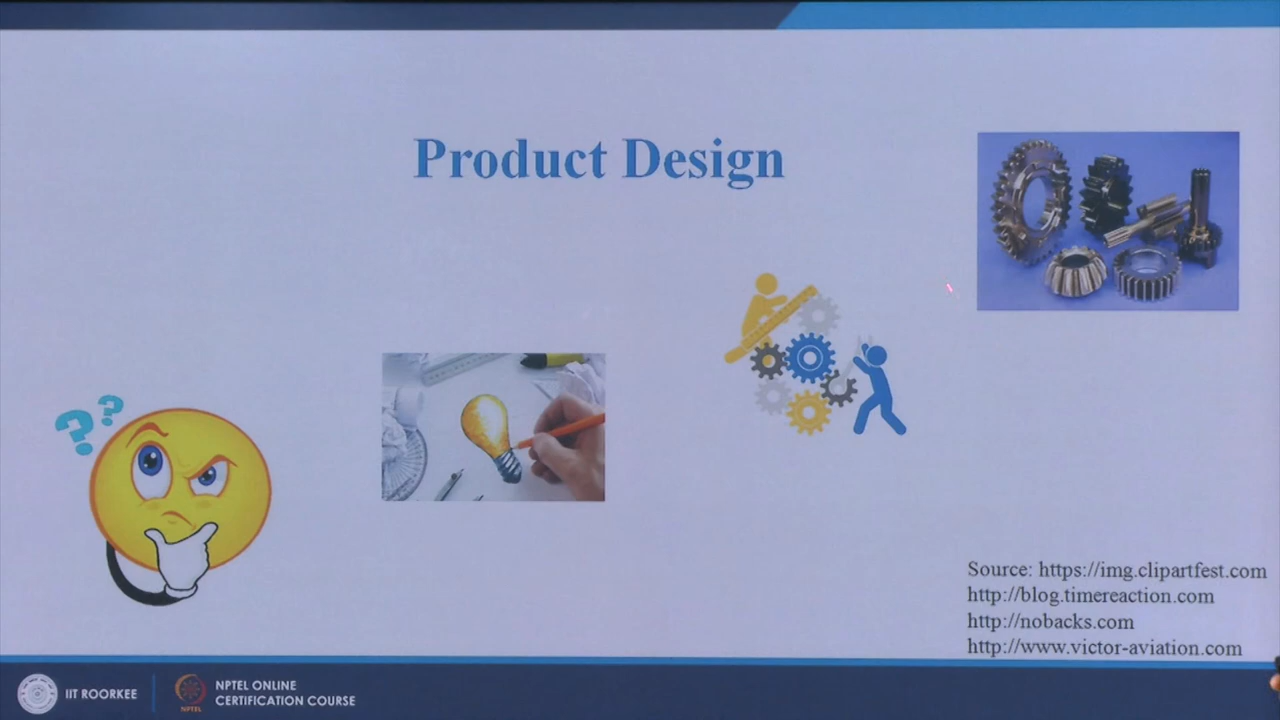 Product Design
? ?
Source: https://img.clipartfest.com
http://blog.timereaction.com
http://nobacks.com
http://www.victor-aviation.com
IIT ROORKEE
NPTEL
NPTEL ONLINE
CERTIFICATION COURSE